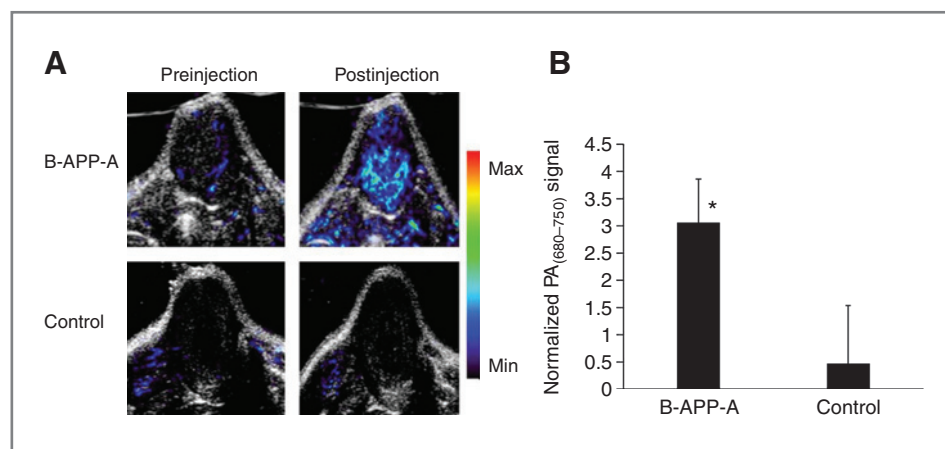 A
Preinjection
Postinjection
B-APP-A
Control
Max
Min
B
Normalized PA(680–750) signal
4.5
4
3.5
3
2.5
2
1.5
1
0.5
0
*
B-APP-A
Control